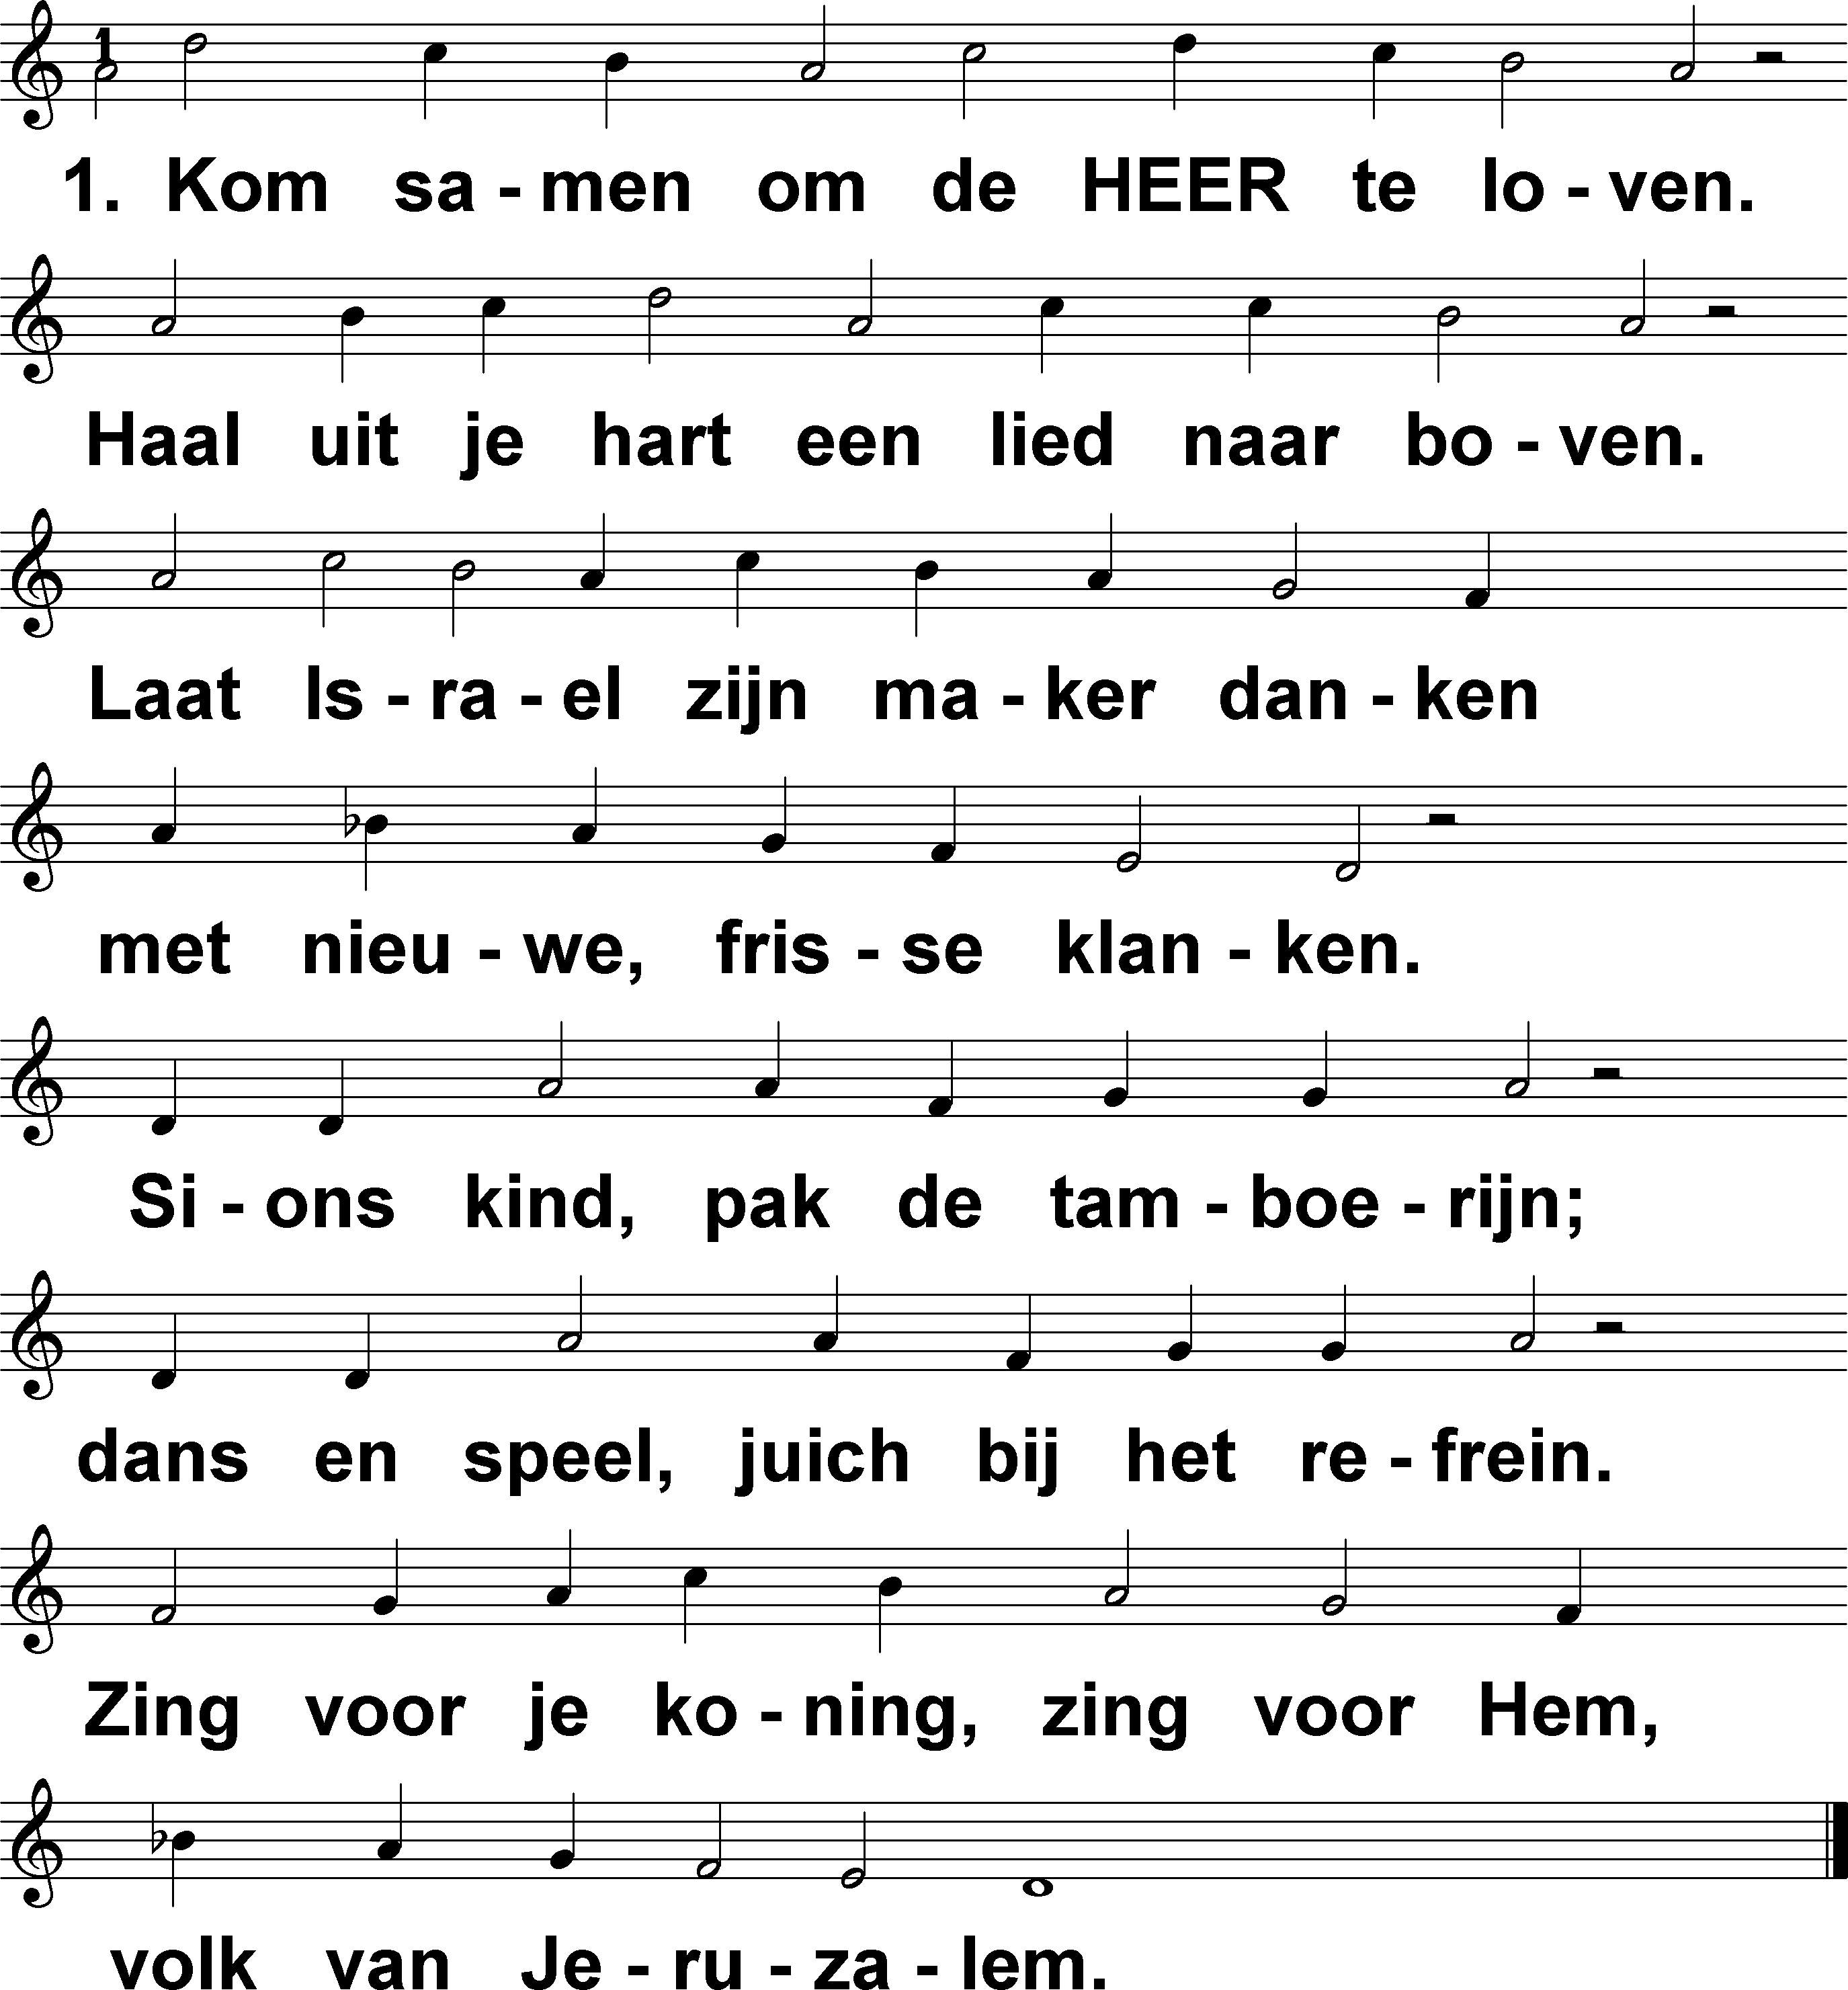 1
1. Kom sa - men om de HEER te lo - ven.
Haal uit je hart een lied naar bo - ven.
Laat Is - ra - el zijn ma - ker dan - ken
met nieu - we, fris - se klan - ken.
Si - ons kind, pak de tam - boe - rijn;
dans en speel, juich bij het re - frein.
Zing voor je ko - ning, zing voor Hem,
volk van Je - ru - za - lem.